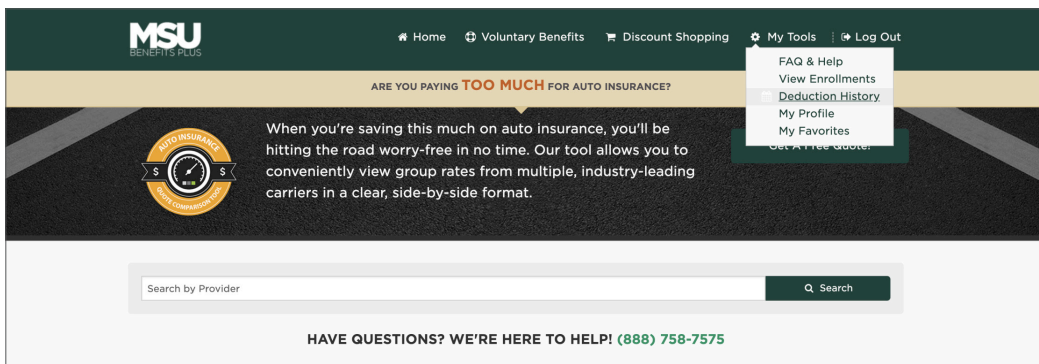 MSU
BENEFITS PLUS
Home
Voluntary Benefits
Discount Shopping
My Tools
Log Out
FAQ & Help
View Enrollments
Deduction History
My Profile
My Favorites
ARE YOU PAYING TOO MUCH FOR AUTO INSURANCE?
AUTO INSURANCE
$ $
QUOTE COMPARISON TOOL
When you're saving this much on auto insurance, you'll be
hitting the road worry-free in no time. Our tool allows you to
conveniently view group rates from multiple, industry-leading
carriers in a clear, side-by-side format.
Get A Free Quote!
Search by Provider
Search
HAVE QUESTIONS? WE'RE HERE TO HELP! (888) 758-7575